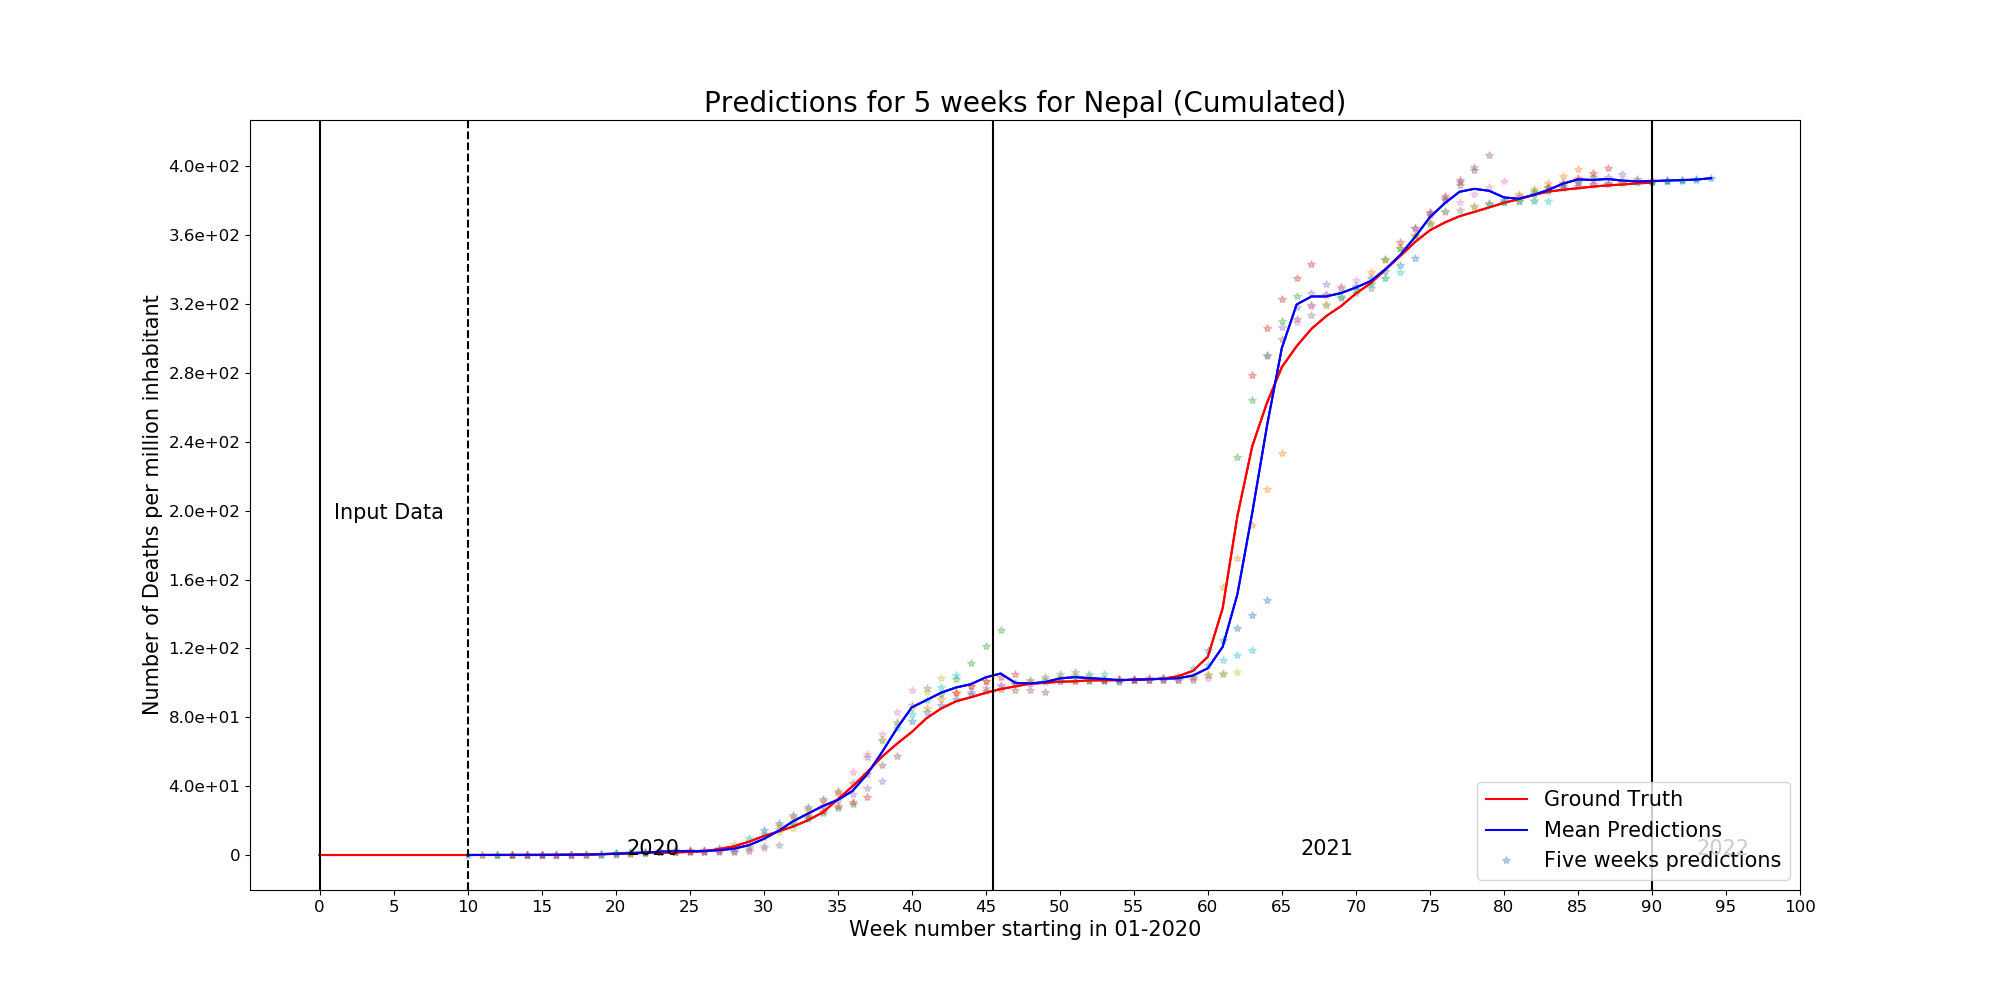 Predictions for 5 weeks for Nepal (Cumulated)
Number of Deaths per million inhabitant
4.0e+02
3.6e+02
3.2e+02
2.8e+02
2.4e+02
2.0e+02
1.6e+02
1.2e+02
8.0e+01
4.0e+01
0
Input Data
2020
2021
2022
Ground Truth
Mean Predictions
Five weeks predictions
0 5 10 15 20 25 30 35 40 45 50 55 60 65 70 75 80 85 90 95 100
Week number starting in 01-2020